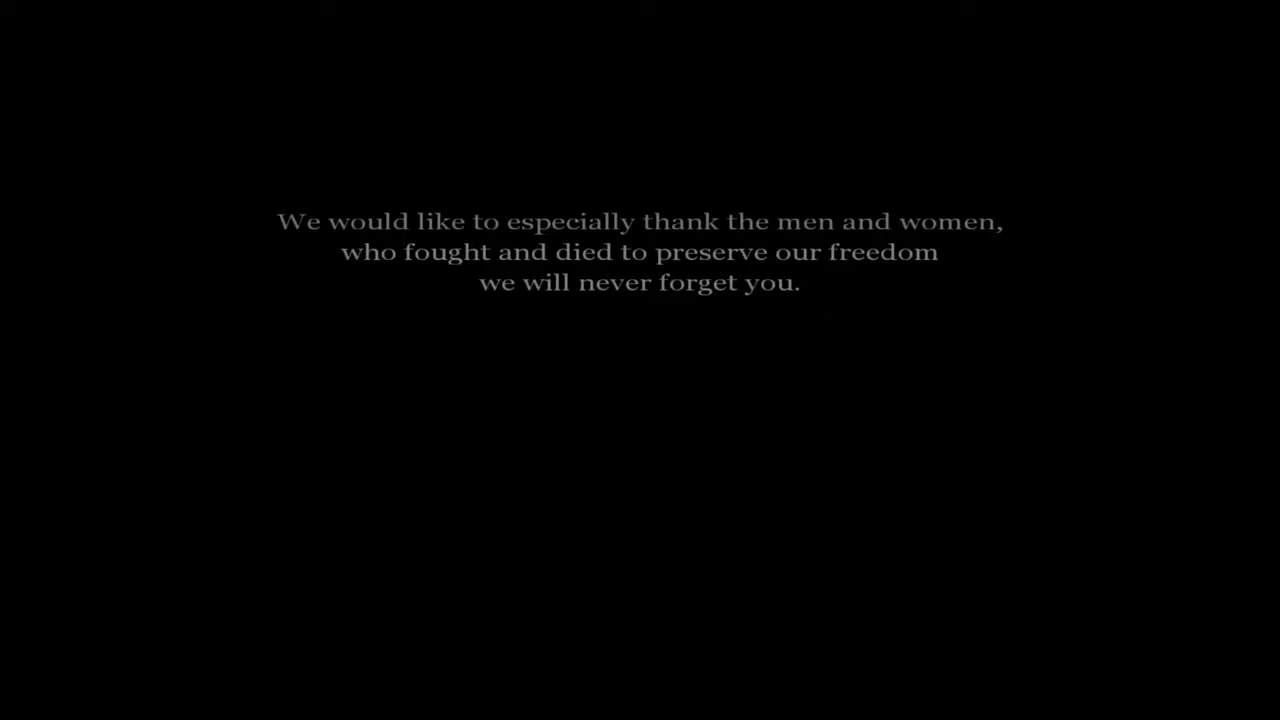 We would like to especially thank the men and women,
who fought and died to preserve our freedom
we will never forget you.